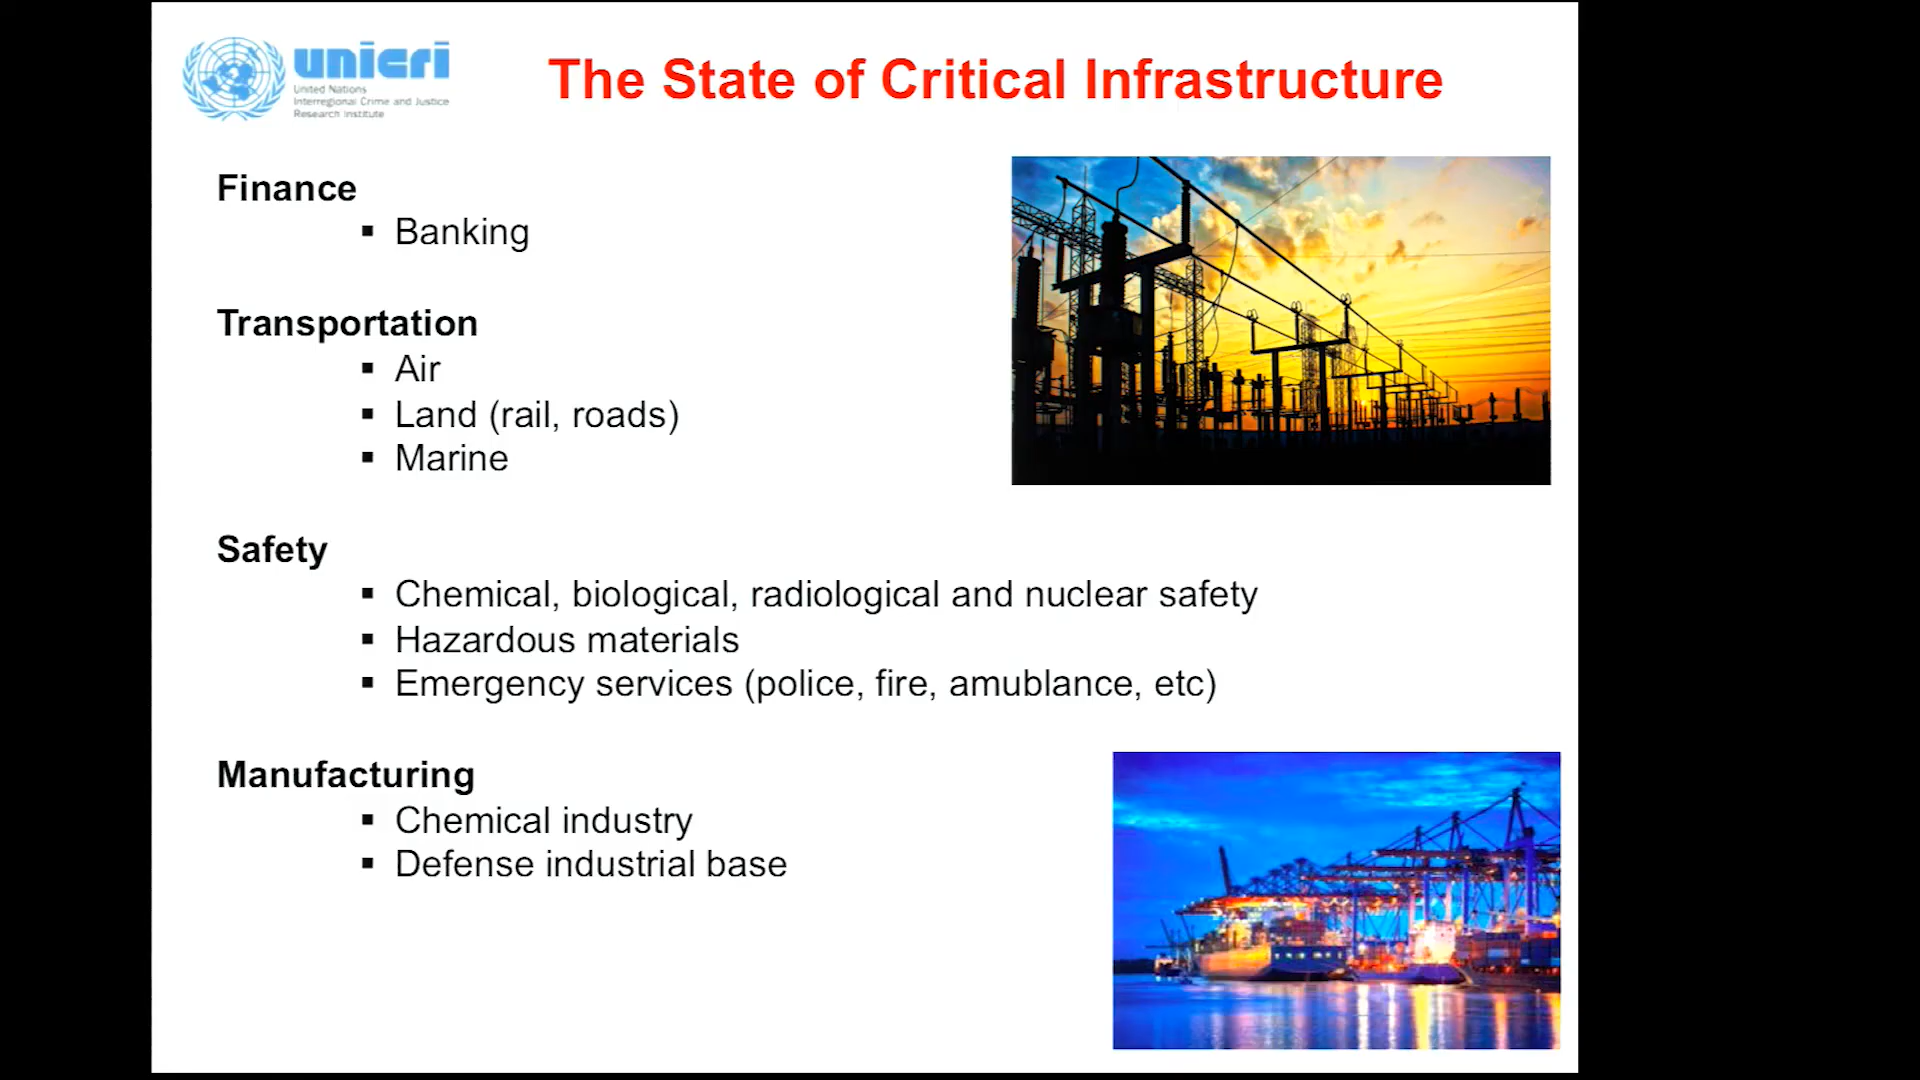 unicri
United Nations
Interregional Crime and Justice
Research Institute
The State of Critical Infrastructure
Finance
▪ Banking
Transportation
▪ Air
▪ Land (rail, roads)
▪ Marine
Safety
▪ Chemical, biological, radiological and nuclear safety
▪ Hazardous materials
▪ Emergency services (police, fire, amublance, etc)
Manufacturing
▪ Chemical industry
▪ Defense industrial base